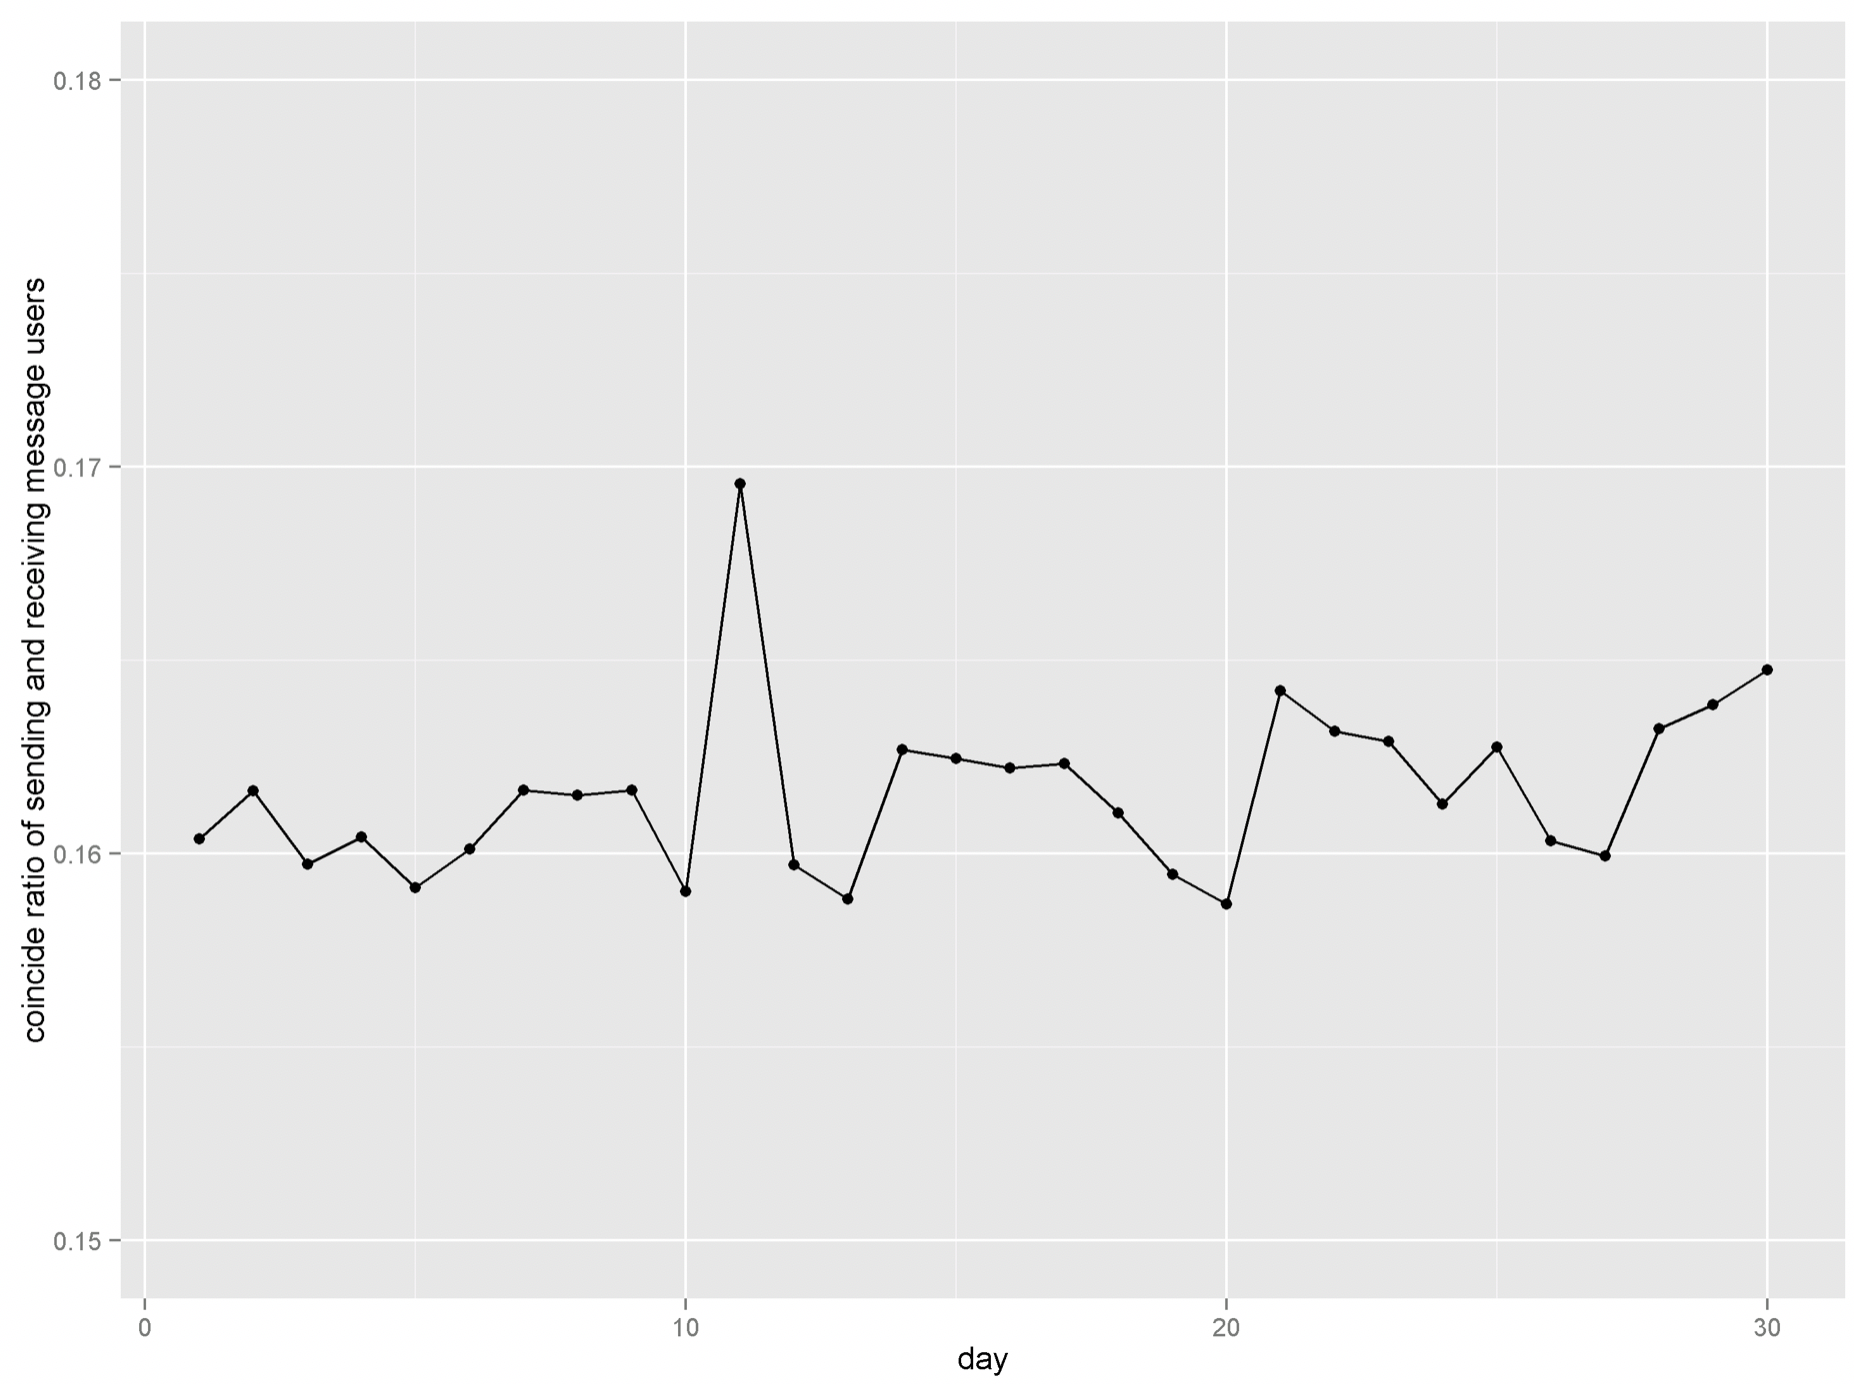 coincide ratio of sending and receiving message users
0.18
0.17
0.16
0.15
0 10 20 30
day